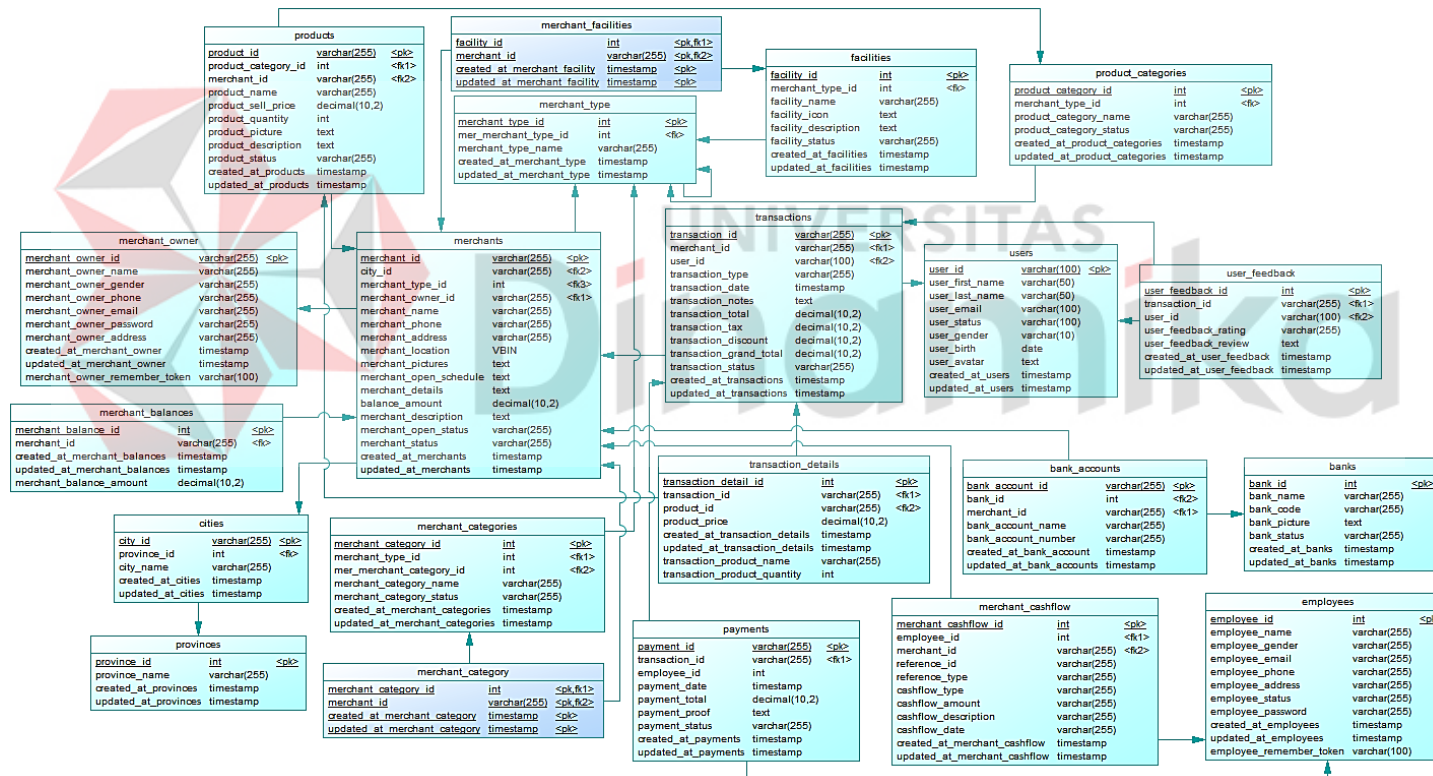 products
product_id varchar(255) <pk>
product_category_id int <fk1>
merchant_id varchar(255) <fk2>
product_name varchar(255)
product_sell_price decimal(10,2)
product_quantity int
product_picture text
product_description text
product_status varchar(255)
created_at_products timestamp
updated_at_products timestamp
merchant_facilities
facility_id int <pk,fk1>
merchant_id varchar(255) <pk,fk2>
created_at_merchant_facility timestamp <pk>
updated_at_merchant_facility timestamp <pk>
facilities
facility_id int <pk>
merchant_type_id int <fk>
facility_name varchar(255)
facility_icon text
facility_description text
facility_status varchar(255)
created_at_facilities timestamp
updated_at_facilities timestamp
product_categories
product_category_id int <pk>
merchant_type_id int <fk>
product_category_name varchar(255)
product_category_status varchar(255)
created_at_product_categories timestamp
updated_at_product_categories timestamp
merchant_type
merchant_type_id int <pk>
mer_merchant_type_id int <fk>
merchant_type_name varchar(255)
created_at_merchant_type timestamp
updated_at_merchant_type timestamp
UNIVERSITAS
Dinamika
merchant_owner
merchant_owner_id varchar(255) <pk>
merchant_owner_name varchar(255)
merchant_owner_gender varchar(255)
merchant_owner_phone varchar(255)
merchant_owner_email varchar(255)
merchant_owner_password varchar(255)
merchant_owner_address varchar(255)
created_at_merchant_owner timestamp
updated_at_merchant_owner timestamp
merchant_owner_remember_token varchar(100)
merchants
merchant_id varchar(255) <pk>
city_id varchar(255) <fk2>
merchant_type_id int <fk3>
merchant_owner_id varchar(255) <fk1>
merchant_name varchar(255)
merchant_phone varchar(255)
merchant_address varchar(255)
merchant_location VBIN
merchant_pictures text
merchant_open_schedule text
merchant_details text
balance_amount decimal(10,2)
merchant_description text
merchant_open_status varchar(255)
merchant_status varchar(255)
created_at_merchants timestamp
updated_at_merchants timestamp
transactions
transaction_id varchar(255) <pk>
merchant_id varchar(255) <fk1>
user_id varchar(100) <fk2>
transaction_type varchar(255)
transaction_date timestamp
transaction_notes text
transaction_total decimal(10,2)
transaction_tax decimal(10,2)
transaction_discount decimal(10,2)
transaction_grand_total decimal(10,2)
transaction_status varchar(255)
created_at_transactions timestamp
updated_at_transactions timestamp
users
user_id varchar(100) <pk>
user_first_name varchar(50)
user_last_name varchar(50)
user_email varchar(100)
user_status varchar(100)
user_gender varchar(10)
user_birth date
user_avatar text
created_at_users timestamp
updated_at_users timestamp
user_feedback
user_feedback_id int <pk>
transaction_id varchar(255) <fk1>
user_id varchar(100) <fk2>
user_feedback_rating varchar(255)
user_feedback_review text
created_at_user_feedback timestamp
updated_at_user_feedback timestamp
merchant_balances
merchant_balance_id int <pk>
merchant_id varchar(255) <fk>
created_at_merchant_balances timestamp
updated_at_merchant_balances timestamp
merchant_balance_amount decimal(10,2)
cities
city_id varchar(255) <pk>
province_id int <fk>
city_name varchar(255)
created_at_cities timestamp
updated_at_cities timestamp
provinces
province_id int <pk>
province_name varchar(255)
created_at_provinces timestamp
updated_at_provinces timestamp
merchant_categories
merchant_category_id int <pk>
merchant_type_id int <fk1>
mer_merchant_category_id int <fk2>
merchant_category_name varchar(255)
merchant_category_status varchar(255)
created_at_merchant_categories timestamp
updated_at_merchant_categories timestamp
merchant_category
merchant_category_id int <pk,fk1>
merchant_id varchar(255) <pk,fk2>
created_at_merchant_category timestamp <pk>
updated_at_merchant_category timestamp <pk>
transaction_details
transaction_detail_id int <pk>
transaction_id varchar(255) <fk1>
product_id varchar(255) <fk2>
product_price decimal(10,2)
created_at_transaction_details timestamp
updated_at_transaction_details timestamp
transaction_product_name varchar(255)
transaction_product_quantity int
payments
payment_id varchar(255) <pk>
transaction_id varchar(255) <fk1>
employee_id int
payment_date timestamp
payment_total decimal(10,2)
payment_proof text
payment_status varchar(255)
created_at_payments timestamp
updated_at_payments timestamp
bank_accounts
bank_account_id varchar(255) <pk>
bank_id int <fk2>
merchant_id varchar(255) <fk1>
bank_account_name varchar(255)
bank_account_number varchar(255)
created_at_bank_account timestamp
updated_at_bank_accounts timestamp
banks
bank_id int <pk>
bank_name varchar(255)
bank_code varchar(255)
bank_picture text
bank_status varchar(255)
created_at_banks timestamp
updated_at_banks timestamp
merchant_cashflow
merchant_cashflow_id int <pk>
employee_id int <fk1>
merchant_id varchar(255) <fk2>
reference_id varchar(255)
reference_type varchar(255)
cashflow_type varchar(255)
cashflow_amount varchar(255)
cashflow_description varchar(255)
cashflow_date varchar(255)
created_at_merchant_cashflow timestamp
updated_at_merchant_cashflow timestamp
employees
employee_id int
employee_name varchar(255)
employee_gender varchar(255)
employee_email varchar(255)
employee_phone varchar(255)
employee_address varchar(255)
employee_status varchar(255)
employee_password varchar(255)
created_at_employees timestamp
updated_at_employees timestamp
employee_remember_token varchar(100)